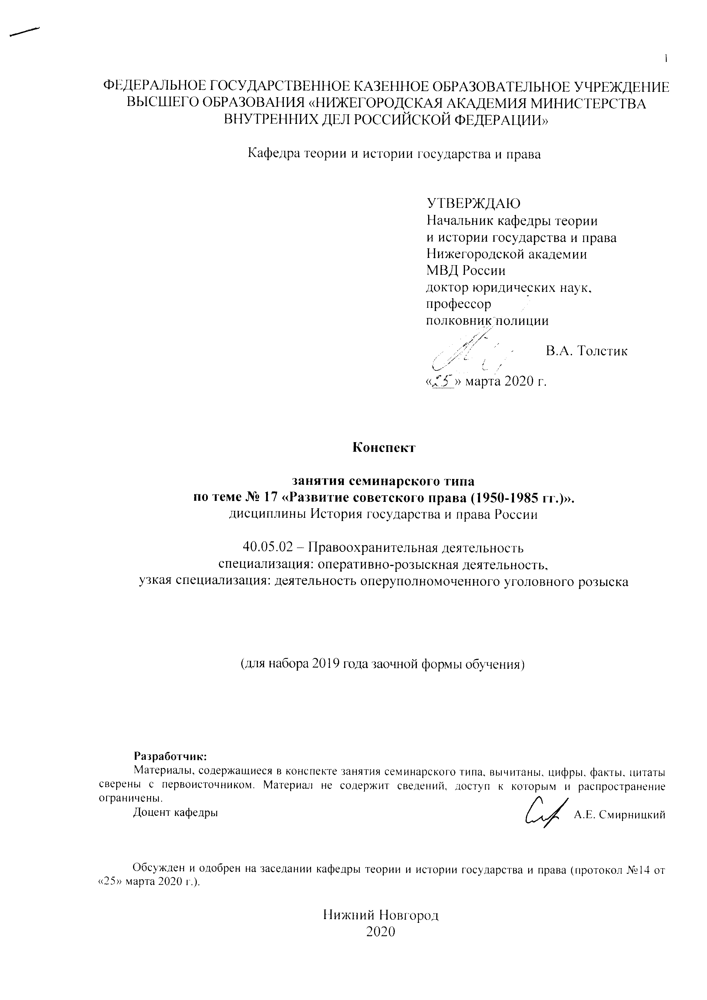 1
ФЕДЕРАЛЬНОЕ ГОСУДАРСТВЕННОЕ КАЗЕННОЕ ОБРАЗОВАТЕЛЬНОЕ УЧРЕЖДЕНИЕ
ВЫСШЕГО ОБРАЗОВАНИЯ «НИЖЕГОРОДСКАЯ АКАДЕМИЯ МИНИСТЕРСТВА
ВНУТРЕННИХ ДЕЛ РОССИЙСКОЙ ФЕДЕРАЦИИ»
Кафедра теории и истории государства и права
УТВЕРЖДАЮ
Начальник кафедры теории
и истории государства и права
Нижегородской академии
МВД России
доктор юридических наук,
профессор
полковник полиции
В.А. Толстик
«25» марта 2020 г.
Конспект
занятия семинарского типа
по теме № 17 «Развитие советского права (1950-1985 гг.)».
дисциплины История государства и права России
40.05.02 – Правоохранительная деятельность
специализация: оперативно-розыскная деятельность,
узкая специализация: деятельность оперуполномоченного уголовного розыска
(для набора 2019 года заочной формы обучения)
Разработчик:
Материалы, содержащиеся в конспекте занятия семинарского типа, вычитаны, цифры, факты, цитаты
сверены с первоисточником. Материал не содержит сведений, доступ к которым и распространение
ограничены.
Доцент кафедры А.Е. Смирницкий
Обсужден и одобрен на заседании кафедры теории и истории государства и права (протокол №14 от
«25» марта 2020 г.).
Нижний Новгород
2020